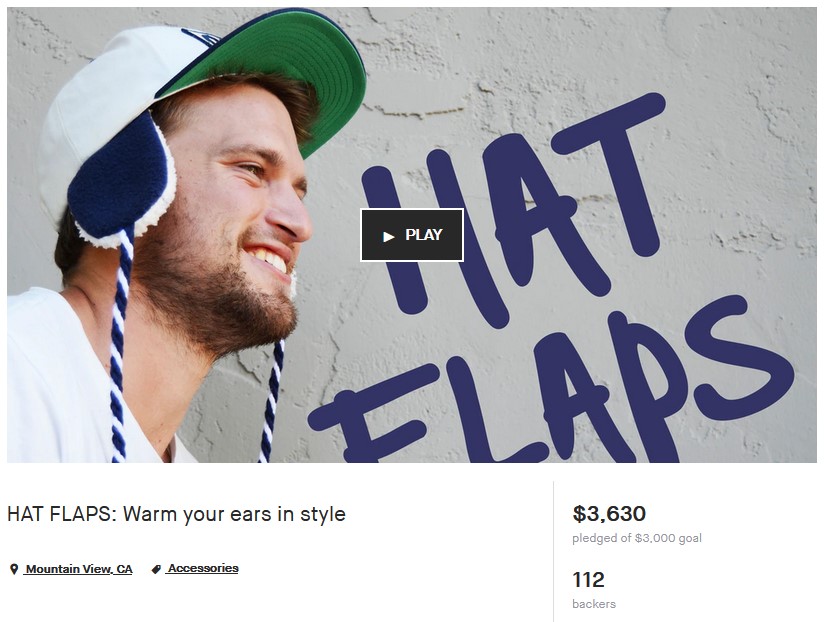 HAT
FLAPS
▶ PLAY
HAT FLAPS: Warm your ears in style
Mountain View, CA
Accessories
$3,630
pledged of $3,000 goal
112
backers